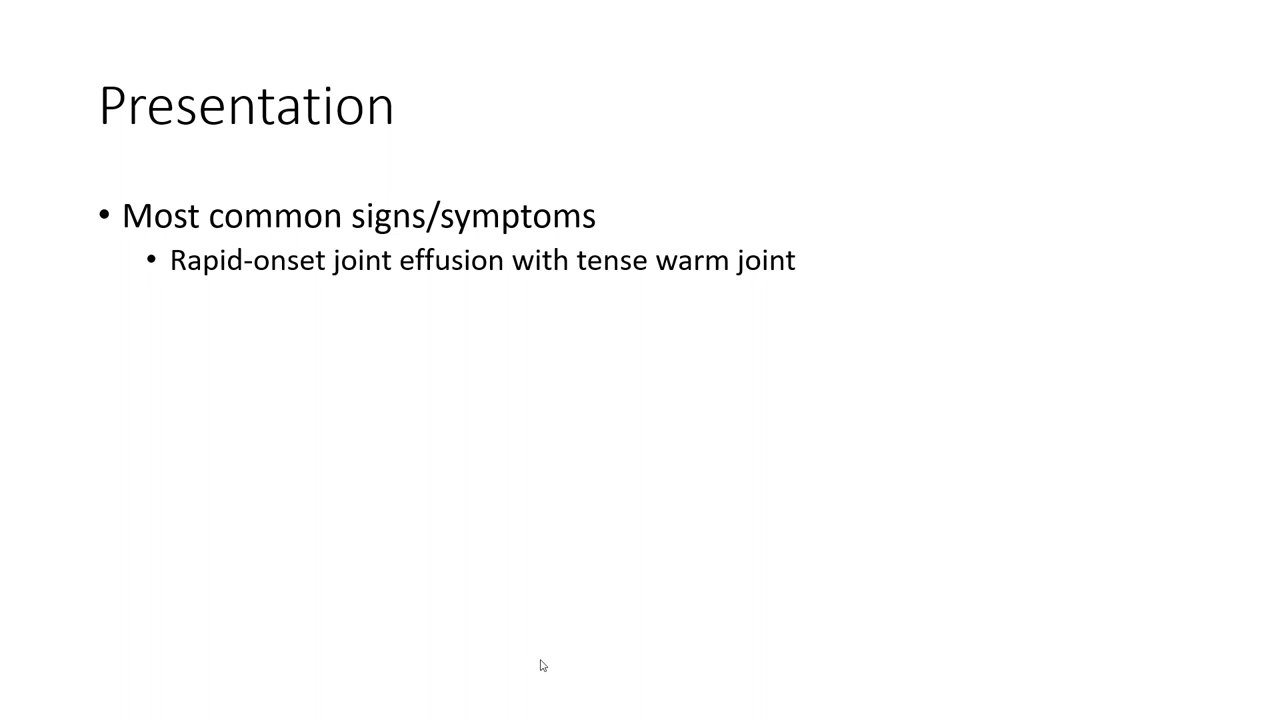 Presentation
• Most common signs/symptoms
• Rapid-onset joint effusion with tense warm joint